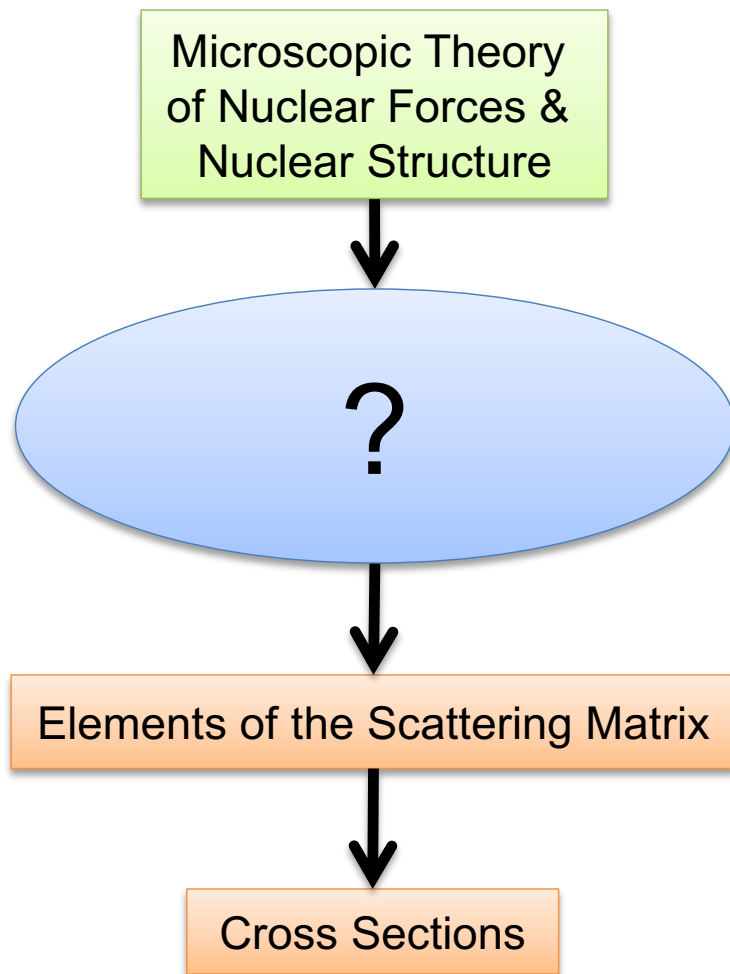 Microscopic Theory
of Nuclear Forces &
Nuclear Structure
?
Elements of the Scattering Matrix
Cross Sections